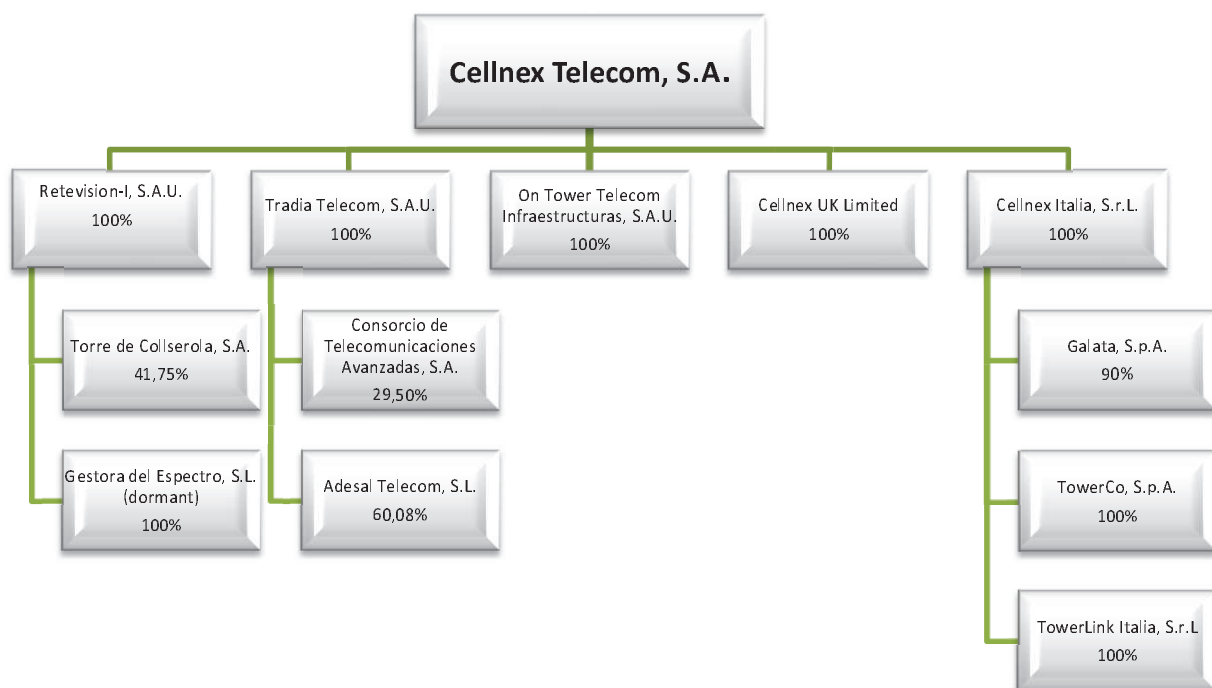 Cellnex Telecom, S.A.
Retevision-I, S.A.U.
100%
Tradia Telecom, S.A.U.
100%
On Tower Telecom
Infraestructuras, S.A.U.
100%
Cellnex UK Limited
100%
Cellnex Italia, S.r.L.
100%
Torre de Collserola, S.A.
41,75%
Gestora del Espectro, S.L.
(dormant)
100%
Consorcio de
Telecomunicaciones
Avanzadas, S.A.
29,50%
Adesal Telecom, S.L.
60,08%
Galata, S.p.A.
90%
TowerCo, S.p.A.
100%
TowerLink Italia, S.r.L
100%